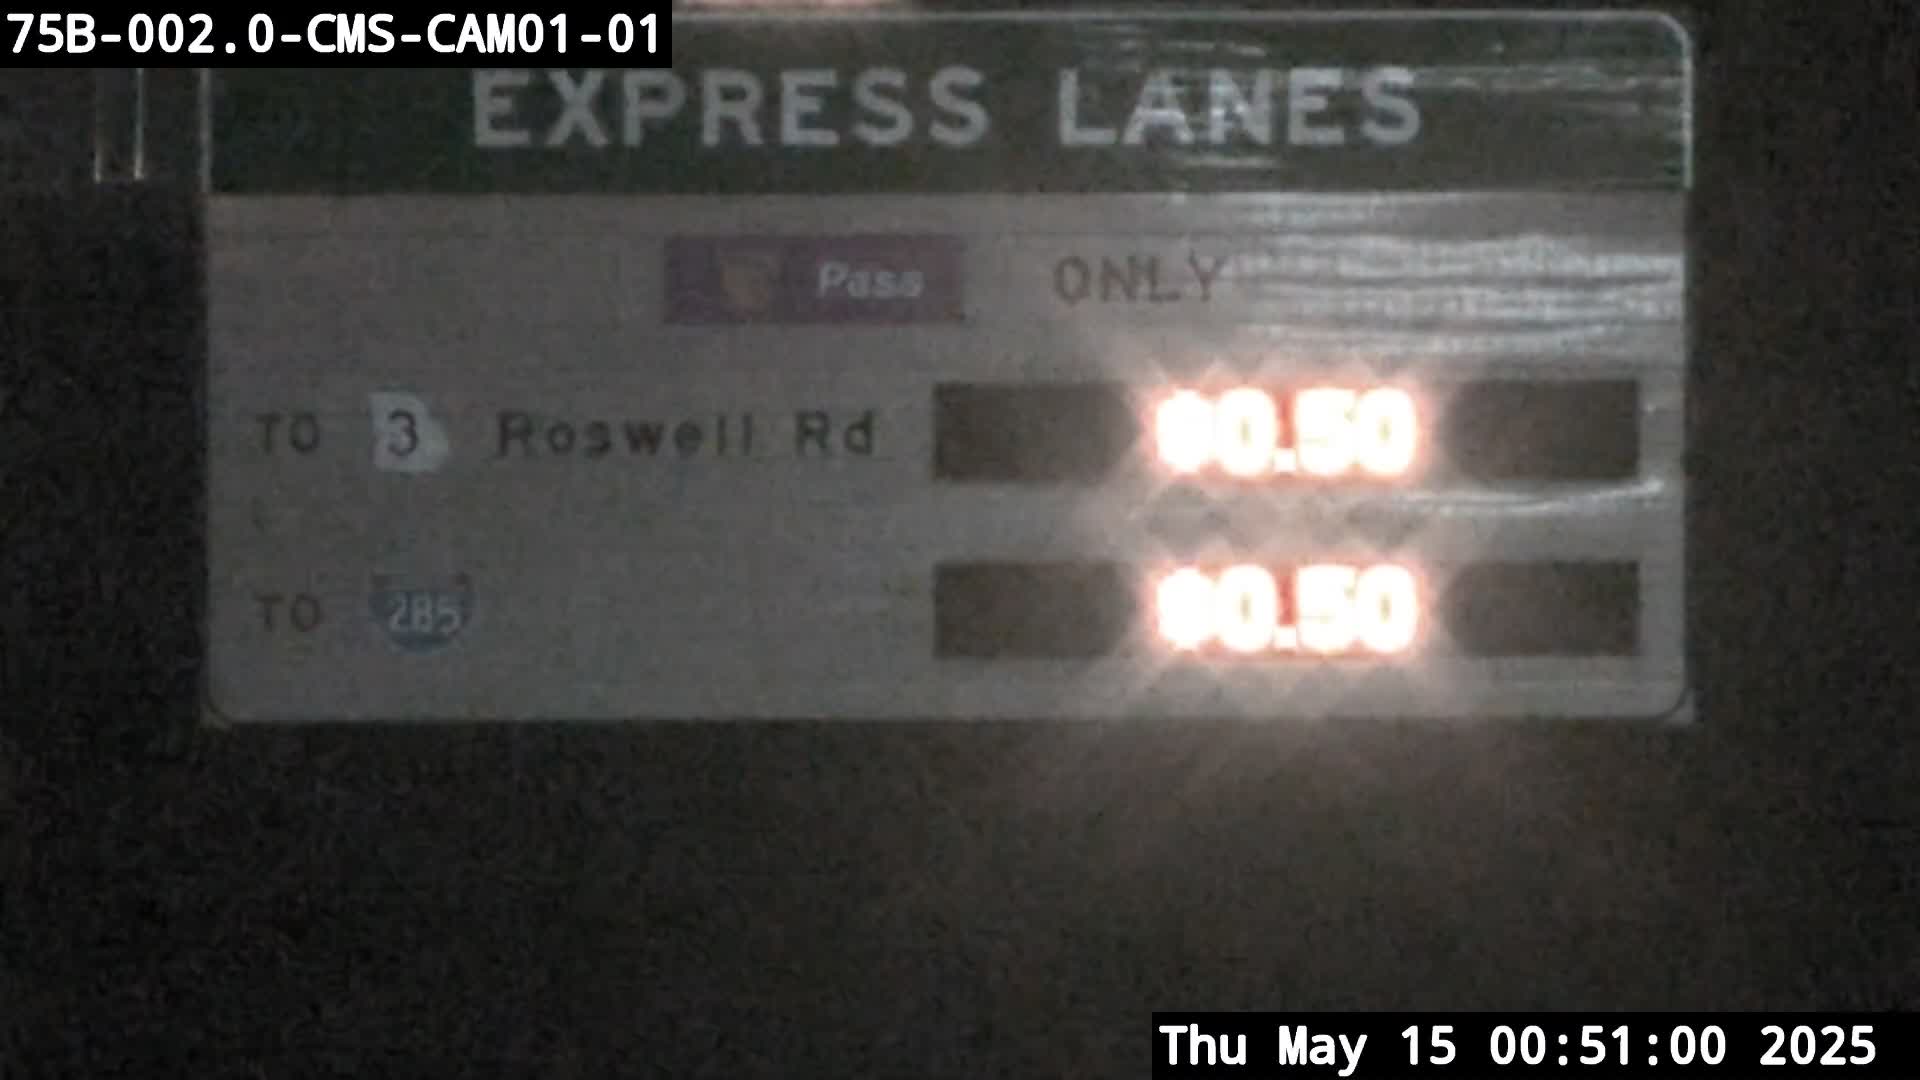 75B-002.0-CMS-CAM01-01
EXPRESS LANES
Pass ONLY
TO 3 Roswell Rd $0.50
TO 285 $0.50
Thu May 15 00:51:00 2025